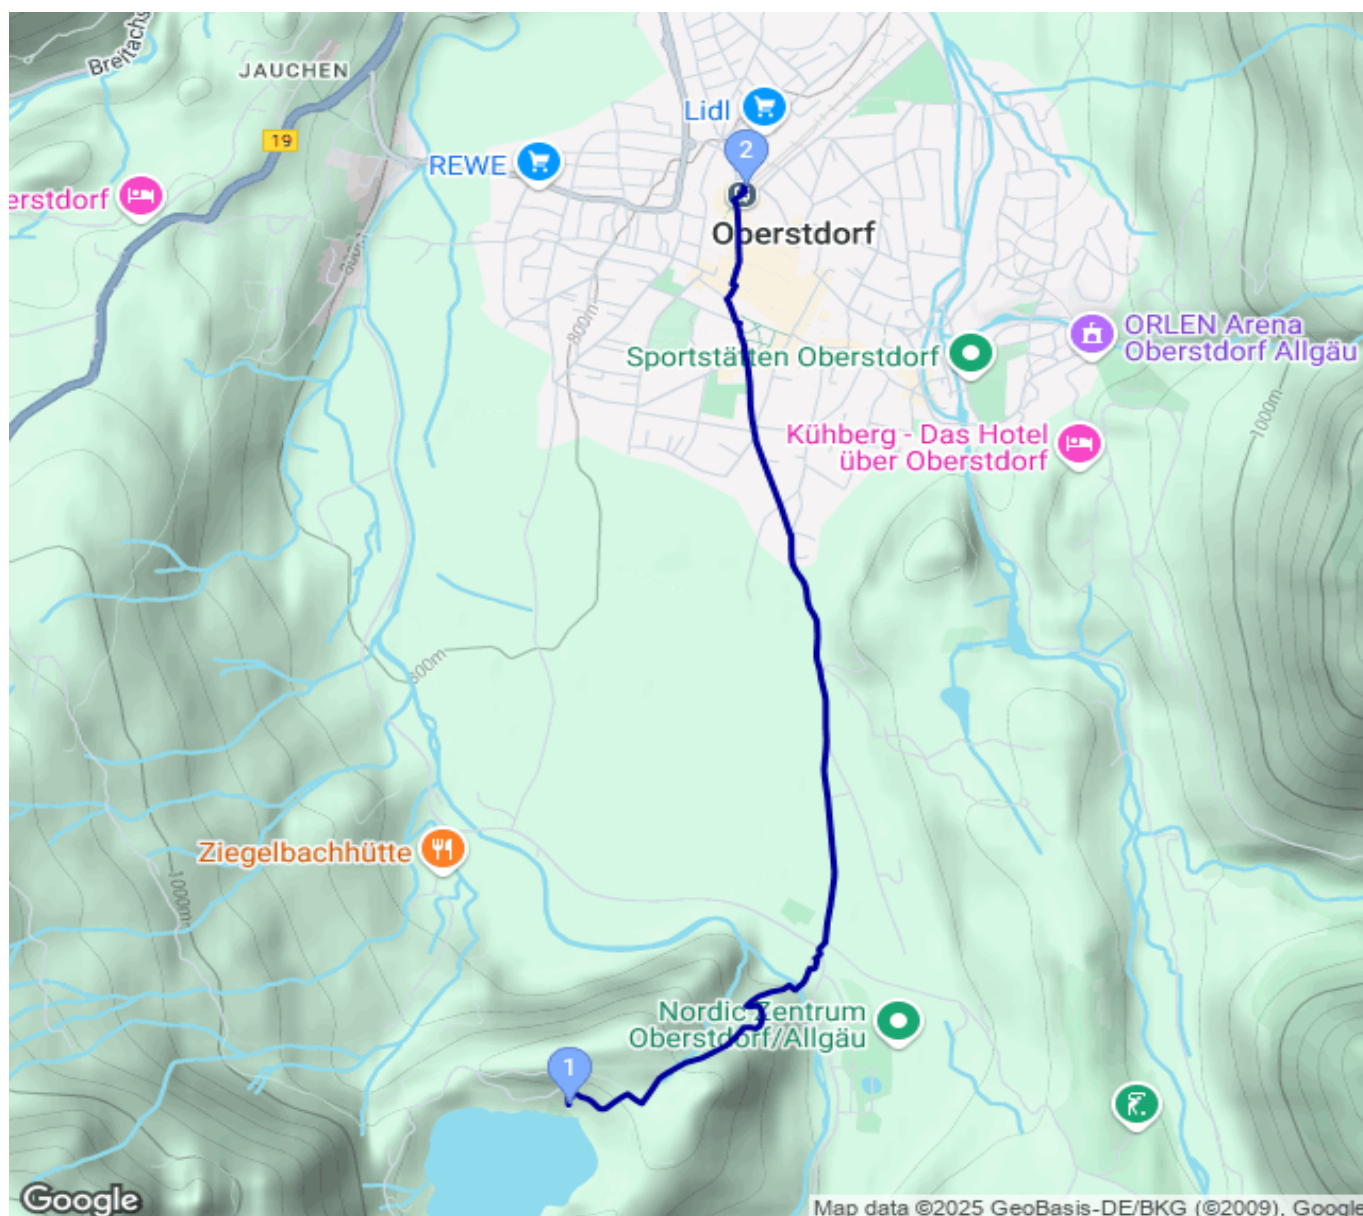 Breitachs
JAUCHEN
Lidl
19
2
REWE
erstdorf
Oberstdorf
800m
ORLEN Arena
Oberstdorf Allgäu
Sportstätten Oberstdorf
1000m
Kühberg - Das Hotel
über Oberstdorf
800m
Ziegelbachhütte
1000m
Nordic Zentrum
Oberstdorf/Allgäu
1
Google
Map data ©2025 GeoBasis-DE/BKG (©2009), Google